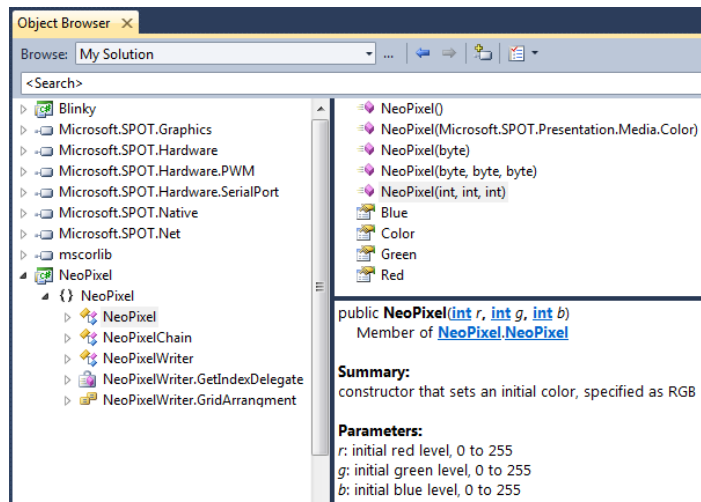 Object Browser
Browse: My Solution ...
<Search>
Blinky
Microsoft.SPOT.Graphics
Microsoft.SPOT.Hardware
Microsoft.SPOT.Hardware.PWM
Microsoft.SPOT.Hardware.SerialPort
Microsoft.SPOT.Native
Microsoft.SPOT.Net
mscorlib
NeoPixel
{} NeoPixel
NeoPixel
NeoPixelChain
NeoPixelWriter
NeoPixelWriter.GetIndexDelegate
NeoPixelWriter.GridArrangment
NeoPixel()
NeoPixel(Microsoft.SPOT.Presentation.Media.Color)
NeoPixel(byte)
NeoPixel(byte, byte, byte)
NeoPixel(int, int, int)
Blue
Color
Green
Red
public NeoPixel(int r, int g, int b)
Member of NeoPixel.NeoPixel
Summary:
constructor that sets an initial color, specified as RGB
Parameters:
r: initial red level, 0 to 255
g: initial green level, 0 to 255
b: initial blue level, 0 to 255